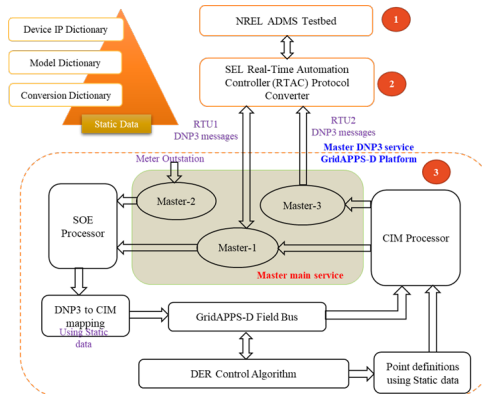 Device IP Dictionary
Model Dictionary
Conversion Dictionary
Static Data
NREL ADMS Testbed
1
SEL Real-Time Automation
Controller (RTAC) Protocol
Converter
2
RTU1
DNP3 messages
RTU2
DNP3 messages
Master DNP3 service
GridAPPS-D Platform
3
Meter Outstation
SOE
Processor
Master-2
Master-3
Master-1
CIM Processor
Master main service
DNP3 to CIM
mapping
Using Static
data
GridAPPS-D Field Bus
DER Control Algorithm
Point definitions
using Static data